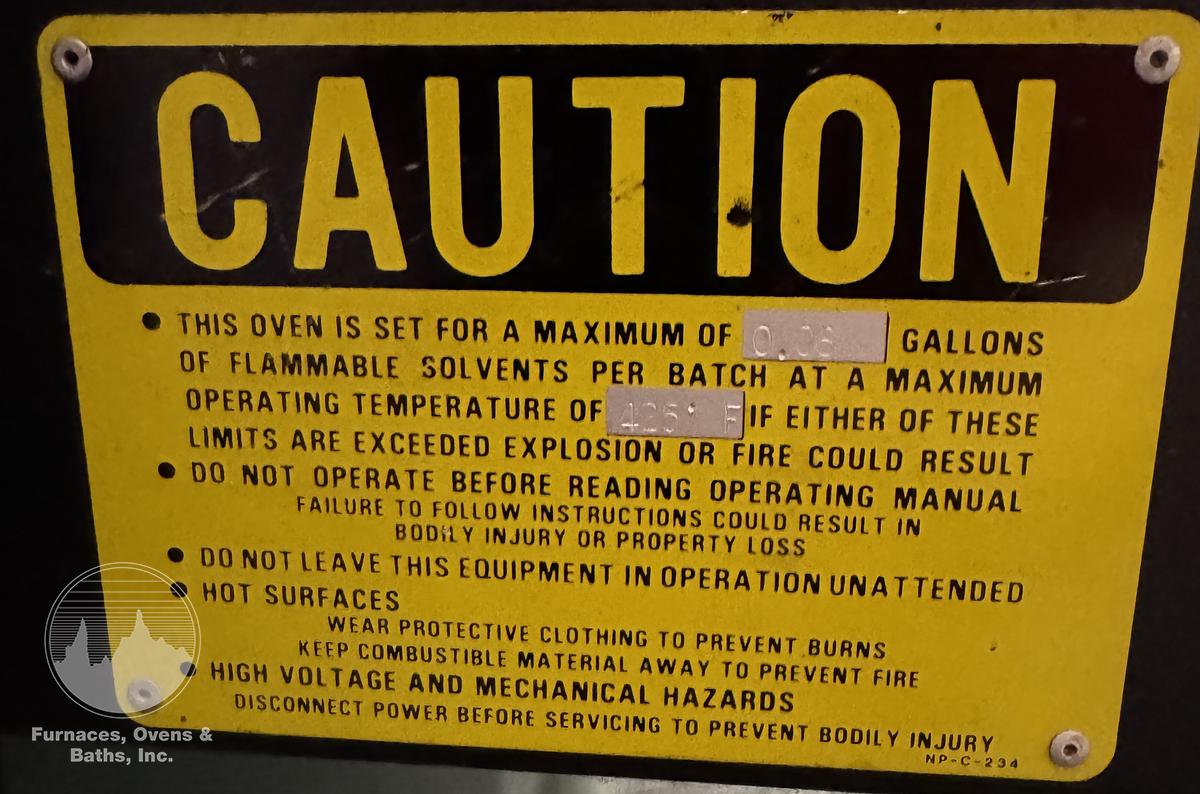 CAUTION
• THIS OVEN IS SET FOR A MAXIMUM OF 0.08 GALLONS
OF FLAMMABLE SOLVENTS PER BATCH AT A MAXIMUM
OPERATING TEMPERATURE OF 425° F IF EITHER OF THESE
LIMITS ARE EXCEEDED EXPLOSION OR FIRE COULD RESULT
• DO NOT OPERATE BEFORE READING OPERATING MANUAL
FAILURE TO FOLLOW INSTRUCTIONS COULD RESULT IN
BODILY INJURY OR PROPERTY LOSS
• DO NOT LEAVE THIS EQUIPMENT IN OPERATION UNATTENDED
• HOT SURFACES
WEAR PROTECTIVE CLOTHING TO PREVENT BURNS
KEEP COMBUSTIBLE MATERIAL AWAY TO PREVENT FIRE
• HIGH VOLTAGE AND MECHANICAL HAZARDS
DISCONNECT POWER BEFORE SERVICING TO PREVENT BODILY INJURY
NP-C-234
Furnaces, Ovens &
Baths, Inc.